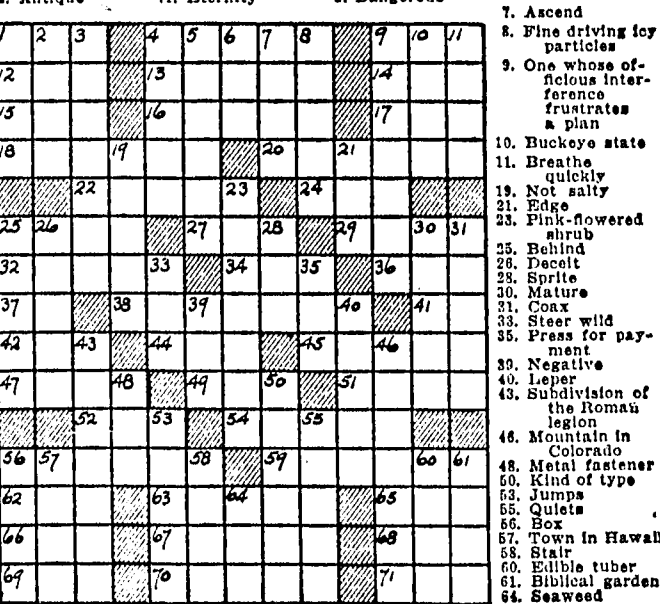 Antique 11. Eternity Dangerous
1 2 3 4 5 6 7 8 9 10 11
12 13 14
15 16 17
18 19 20 21
22 23 24
25 26 27 28 29 30 31
32 33 34 35 36
37 38 39 40 41
42 43 44 45 46
47 48 49 50 51
52 53 54 55
56 57 58 59 60 61
62 63 64 65
66 67 68
69 70 71
7. Ascend
8. Fine driving icy
particles
9. One whose of-
ficious inter-
ference
frustrates
a plan
10. Buckeye state
11. Breathe
quickly
19. Not salty
21. Edge
23. Pink-flowered
shrub
25. Behind
26. Deceit
28. Sprite
30. Mature
31. Coax
33. Steer wild
35. Press for pay-
ment
39. Negative
40. Leper
43. Subdivision of
the Roman
legion
46. Mountain in
Colorado
48. Metal fastener
50. Kind of type
53. Jumps
55. Quiets
56. Box
57. Town in Hawaii
58. Stair
60. Edible tuber
61. Biblical garden
64. Seaweed